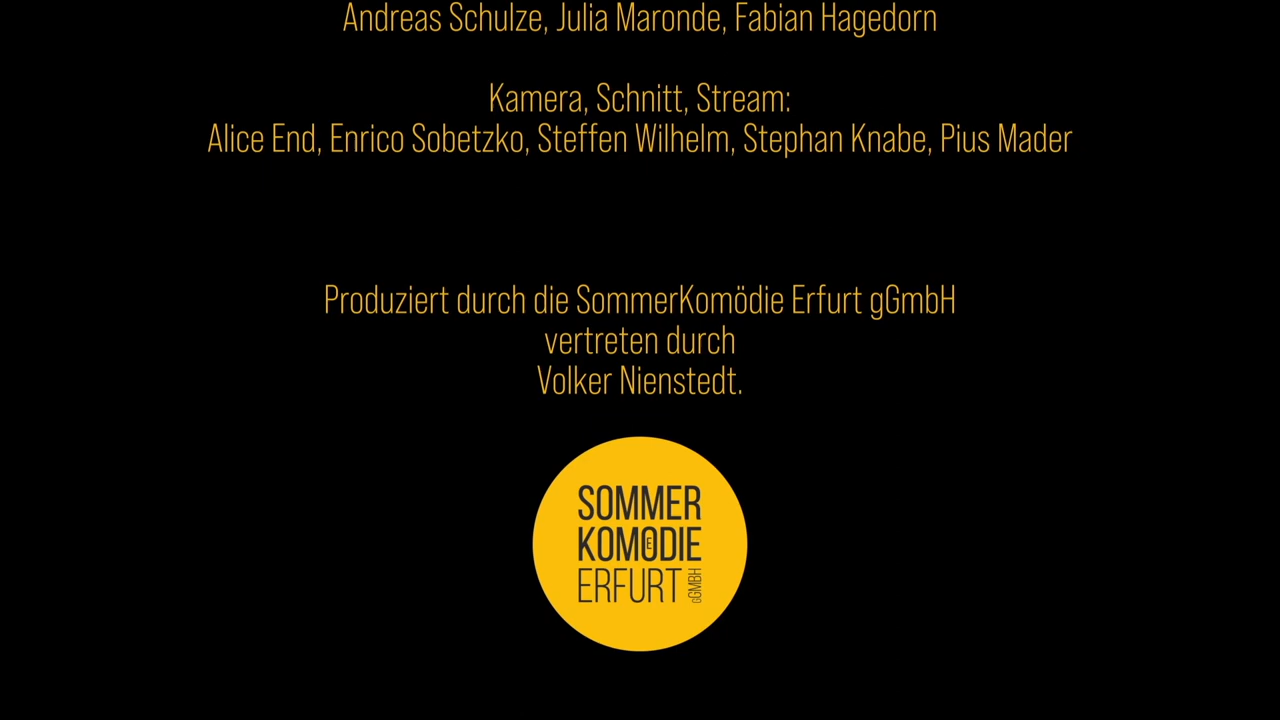 Andreas Schulze, Julia Maronde, Fabian Hagedorn
Kamera, Schnitt, Stream:
Alice End, Enrico Sobetzko, Steffen Wilhelm, Stephan Knabe, Pius Mader
Produziert durch die SommerKomödie Erfurt gGmbH
vertreten durch
Volker Nienstedt.
SOMMER
KOMOEDIE
ERFURT gGMBH